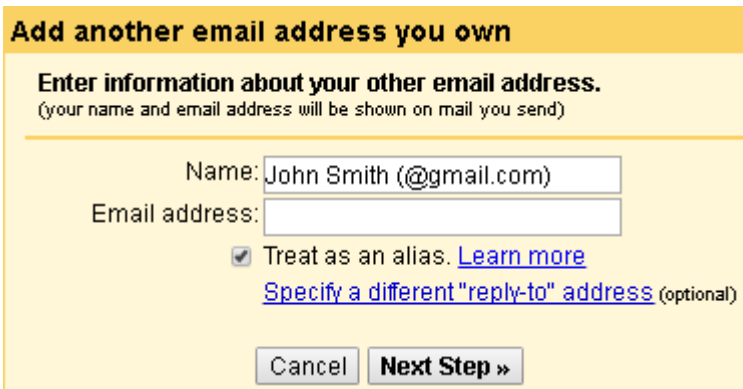 Add another email address you own
Enter information about your other email address.
(your name and email address will be shown on mail you send)
Name: John Smith (@gmail.com)
Email address:
Treat as an alias. Learn more
Specify a different "reply-to" address (optional)
Cancel Next Step »